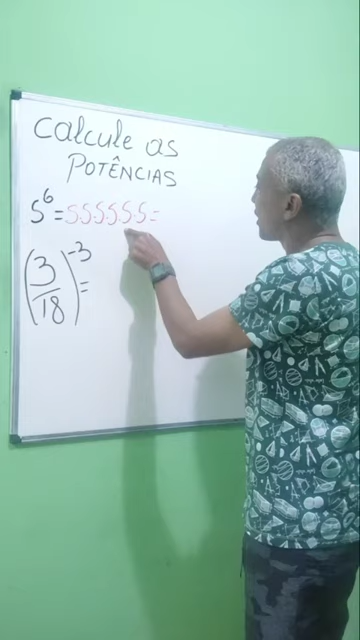 Calcule as
POTÊNCIAS
5⁶ = 5·5·5·5·5·5 =
(3/18)⁻³ =